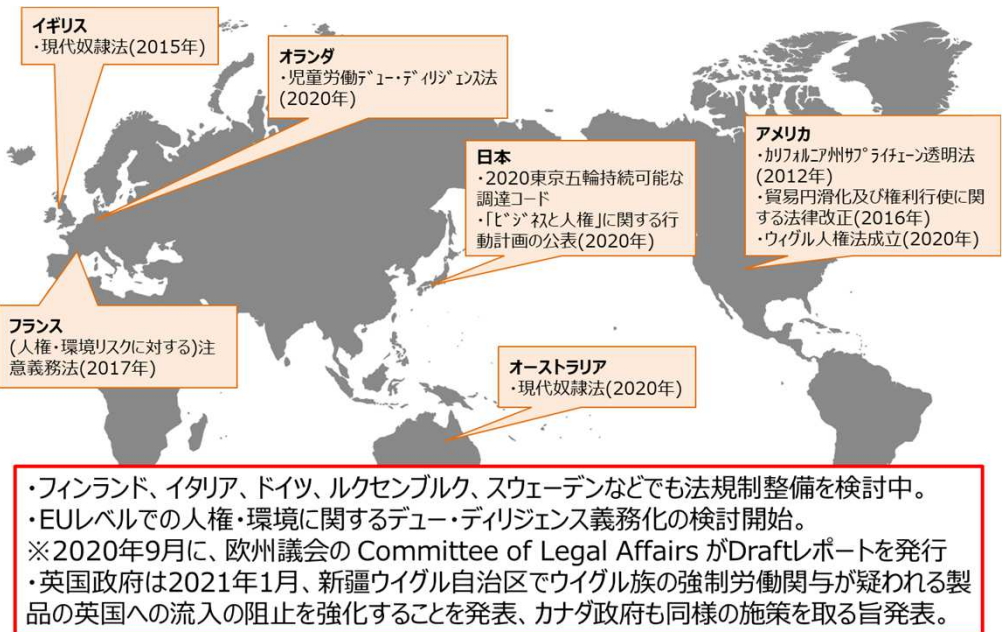 イギリス
・現代奴隷法(2015年)
オランダ
・児童労働ﾃﾞｭｰ・ﾃﾞｨﾘｼﾞｪﾝｽ法
(2020年)
日本
・2020東京五輪持続可能な
調達コード
・「ﾋﾞｼﾞﾈｽと人権」に関する行
動計画の公表(2020年)
アメリカ
・ｶﾘﾌｫﾙﾆｱ州ｻﾌﾟﾗｲﾁｪｰﾝ透明法
(2012年)
・貿易円滑化及び権利行使に関
する法律改正(2016年)
・ウィグル人権法成立(2020年)
フランス
(人権・環境リスクに対する)注
意義務法(2017年)
オーストラリア
・現代奴隷法(2020年)
・フィンランド、イタリア、ドイツ、ルクセンブルク、スウェーデンなどでも法規制整備を検討中。
・EUレベルでの人権・環境に関するデュー・ディリジェンス義務化の検討開始。
※2020年9月に、欧州議会の Committee of Legal Affairs がDraftレポートを発行
・英国政府は2021年1月、新疆ウイグル自治区でウイグル族の強制労働関与が疑われる製
品の英国への流入の阻止を強化することを発表、カナダ政府も同様の施策を取る旨発表。